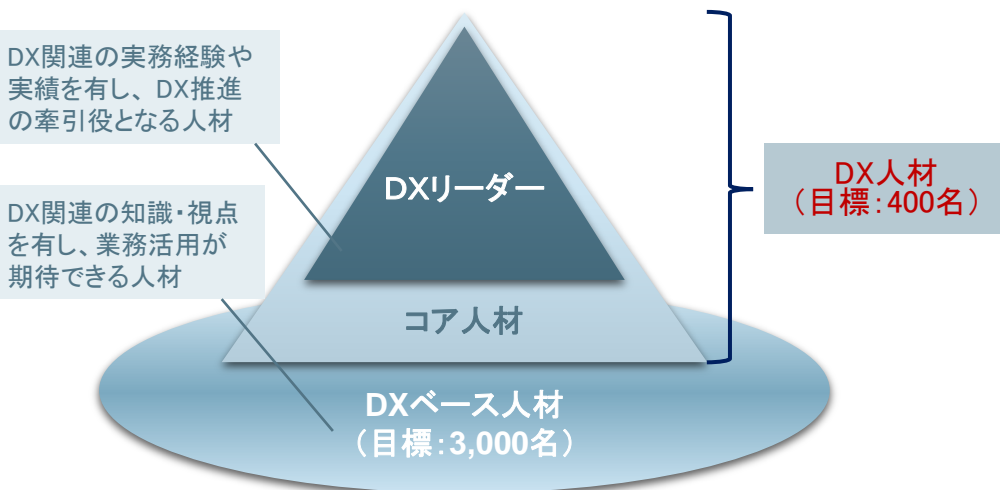 DX関連の実務経験や
実績を有し、DX推進
の牽引役となる人材
DX関連の知識・視点
を有し、業務活用が
期待できる人材
DXリーダー
コア人材
DXベース人材
（目標：3,000名）
DX人材
（目標：400名）